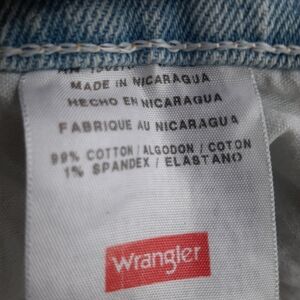 MADE IN NICARAGUA
HECHO EN NICARAGUA
FABRIQUE AU NICARAGUA
99% COTTON / ALGODON / COTON
1% SPANDEX / ELASTANO
Wrangler